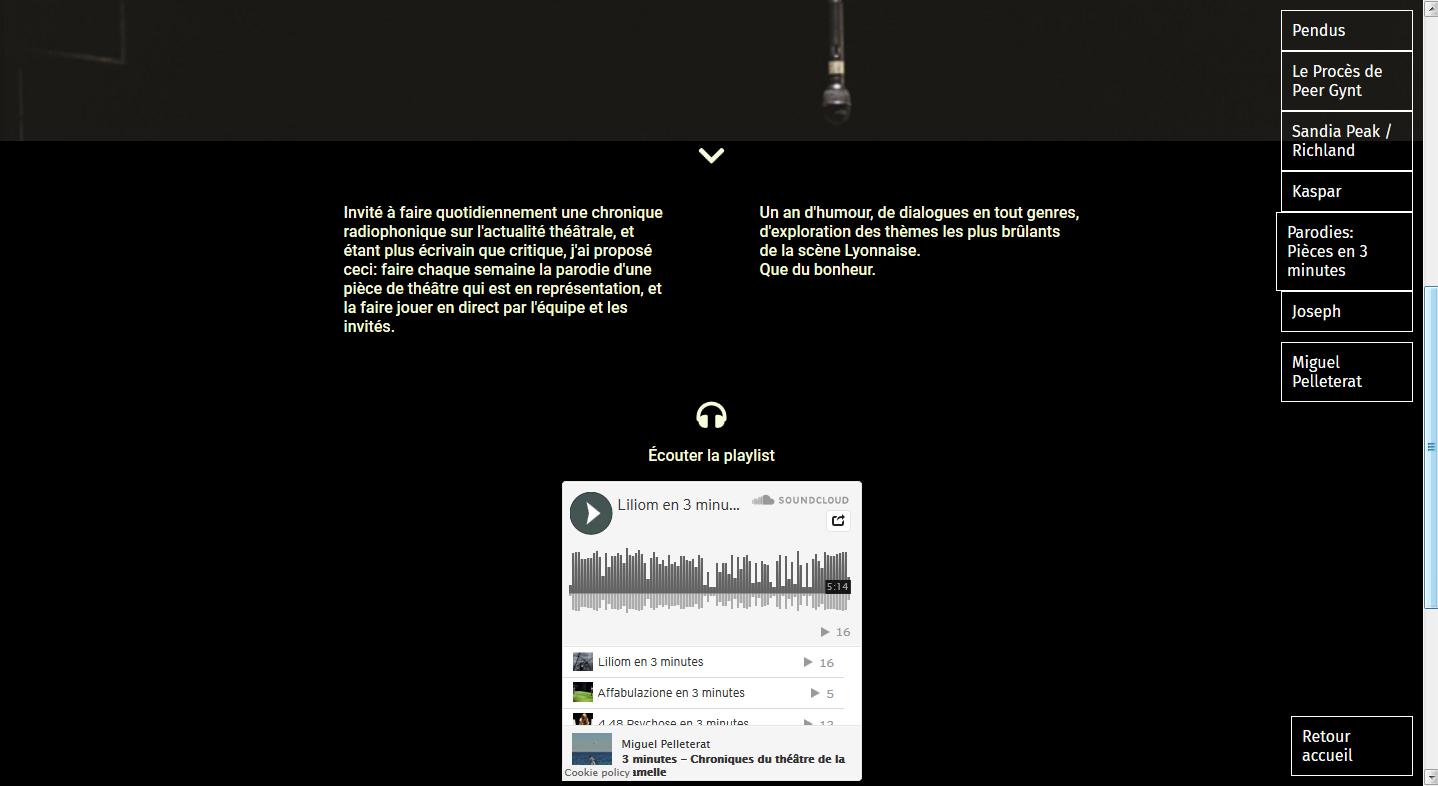 Pendus
Le Procès de
Peer Gynt
Sandia Peak /
Richland
Kaspar
Parodies:
Pièces en 3
minutes
Joseph
Miguel
Pelleterat
Invité à faire quotidiennement une chronique
radiophonique sur l'actualité théâtrale, et
étant plus écrivain que critique, j'ai proposé
ceci: faire chaque semaine la parodie d'une
pièce de théâtre qui est en représentation, et
la faire jouer en direct par l'équipe et les
invités.
Un an d'humour, de dialogues en tout genres,
d'exploration des thèmes les plus brûlants
de la scène Lyonnaise.
Que du bonheur.
Écouter la playlist
Liliom en 3 minu...
SOUNDCLOUD
5:14
16
Liliom en 3 minutes 16
Affabulazione en 3 minutes 5
4.48 Psychose en 3 minutes 12
Miguel Pelleterat
3 minutes – Chroniques du théâtre de la
Cookie policy amelle
Retour
accueil